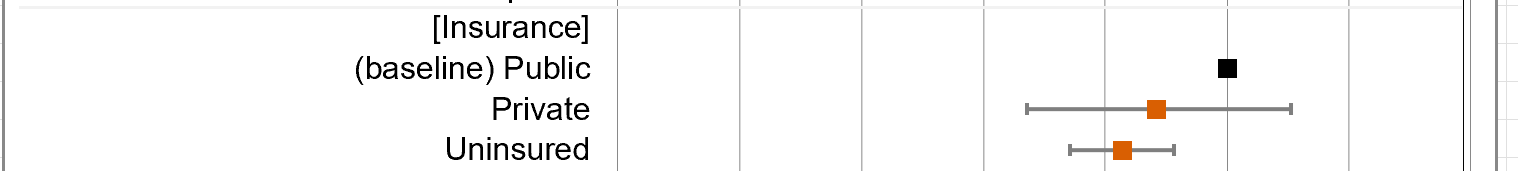 [Insurance]
(baseline) Public
Private
Uninsured